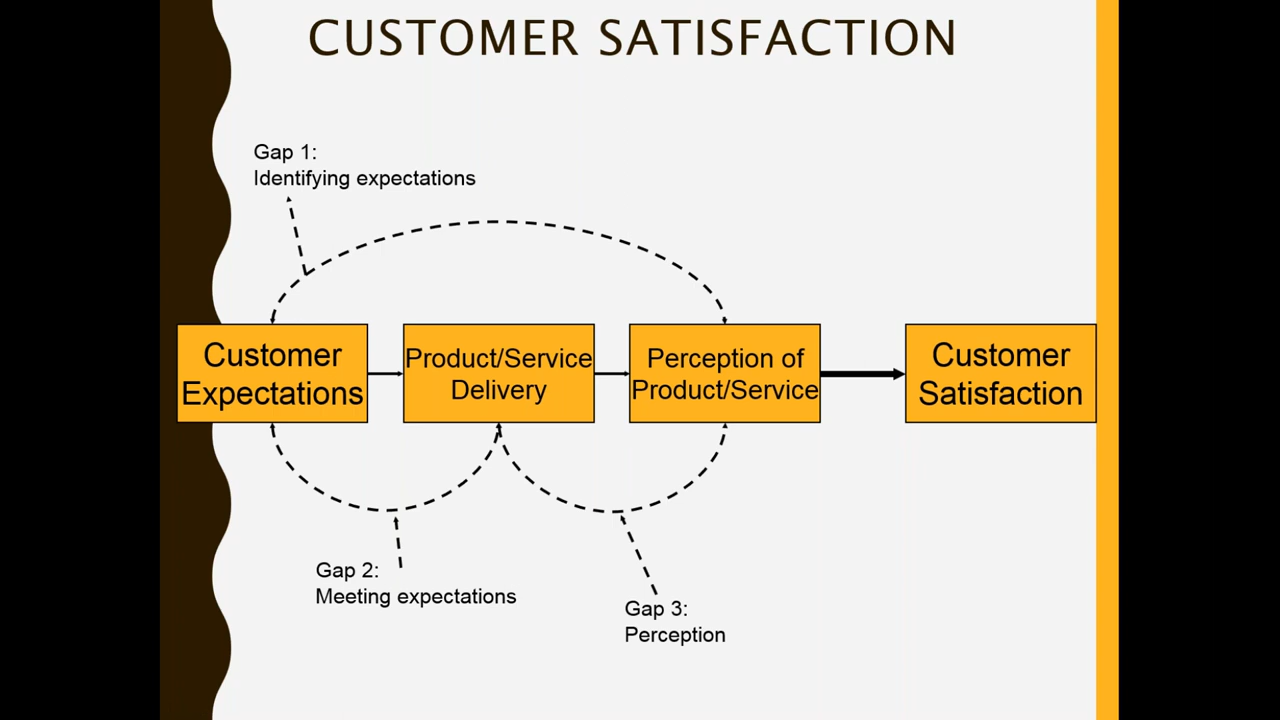 CUSTOMER SATISFACTION
Gap 1:
Identifying expectations
Customer
Expectations
Product/Service
Delivery
Perception of
Product/Service
Customer
Satisfaction
Gap 2:
Meeting expectations
Gap 3:
Perception